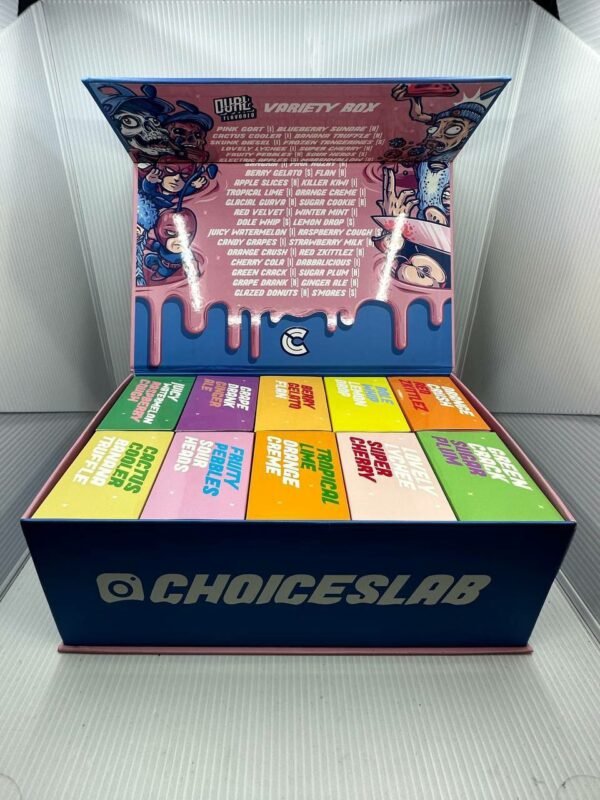 DUAL
FLAVORED
VARIETY BOX
PINK GOAT [I] BLUEBERRY SUNDAE [H]
CACTUS COOLER [S] BANANA TRUFFLE [H]
SKUNK DIESEL [S] FROZEN TANGERINES [H]
LOVELY LYCHEE [S] SUPER CHERRY [H]
FRUITY PEBBLES [H] SOUR HEADS [S]
BERRY GELATO [I] FLAN [H]
APPLE SLICES [H] KILLER KIWI [I]
TROPICAL LIME [I] ORANGE CREME [I]
GLACIAL GUAVA [H] SUGAR COOKIE [H]
RED VELVET [I] WINTER MINT [I]
DOLE WHIP [S] LEMON DROP [S]
JUICY WATERMELON [I] RASPBERRY COUGH [H]
CANDY GRAPES [I] STRAWBERRY MILK [H]
ORANGE CRUSH [I] RED ZKITTLEZ [H]
CHERRY COLA [I] DABBALICIOUS [I]
GREEN CRACK [S] SUGAR PLUM [H]
GRAPE DRANK [H] GINGER ALE [H]
GLAZED DONUTS [H] S'MORES [S]
C
JUICY
WATERMELON
RASPBERRY
COUGH
GRAPE
DRANK
GINGER
ALE
BERRY
GELATO
FLAN
DOLE
WHIP
LEMON
DROP
ORANGE
CRUSH
RED
ZKITTLEZ
CACTUS
COOLER
BANANA
TRUFFLE
FRUITY
PEBBLES
SOUR
HEADS
TROPICAL
LIME
ORANGE
CREME
LOVELY
LYCHEE
SUPER
CHERRY
GREEN
CRACK
SUGAR
PLUM
CHOICESLAB